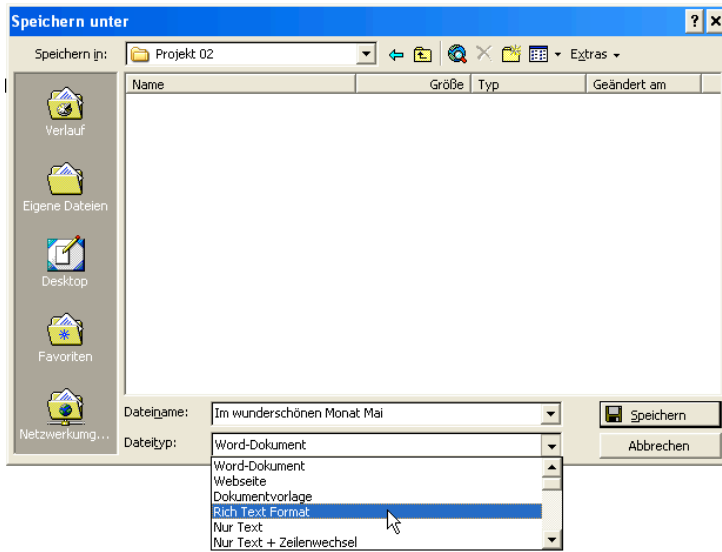 Speichern unter
Speichern in: Projekt 02 Extras
Name Größe Typ Geändert am
Verlauf
Eigene Dateien
Desktop
Favoriten
Netzwerkumg...
Dateiname: Im wunderschönen Monat Mai Speichern
Dateityp: Word-Dokument Abbrechen
Word-Dokument
Webseite
Dokumentvorlage
Rich Text Format
Nur Text
Nur Text + Zeilenwechsel